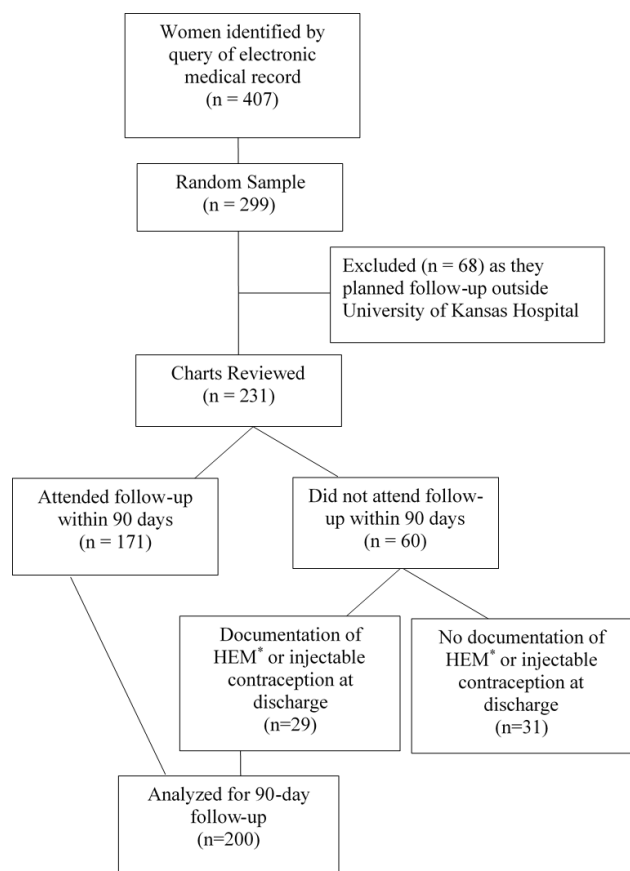 Women identified by
query of electronic
medical record
(n = 407)
Random Sample
(n = 299)
Excluded (n = 68) as they
planned follow-up outside
University of Kansas Hospital
Charts Reviewed
(n = 231)
Attended follow-up
within 90 days
(n = 171)
Did not attend follow-
up within 90 days
(n = 60)
Documentation of
HEM* or injectable
contraception at
discharge
(n=29)
No documentation of
HEM* or injectable
contraception at
discharge
(n=31)
Analyzed for 90-day
follow-up
(n=200)